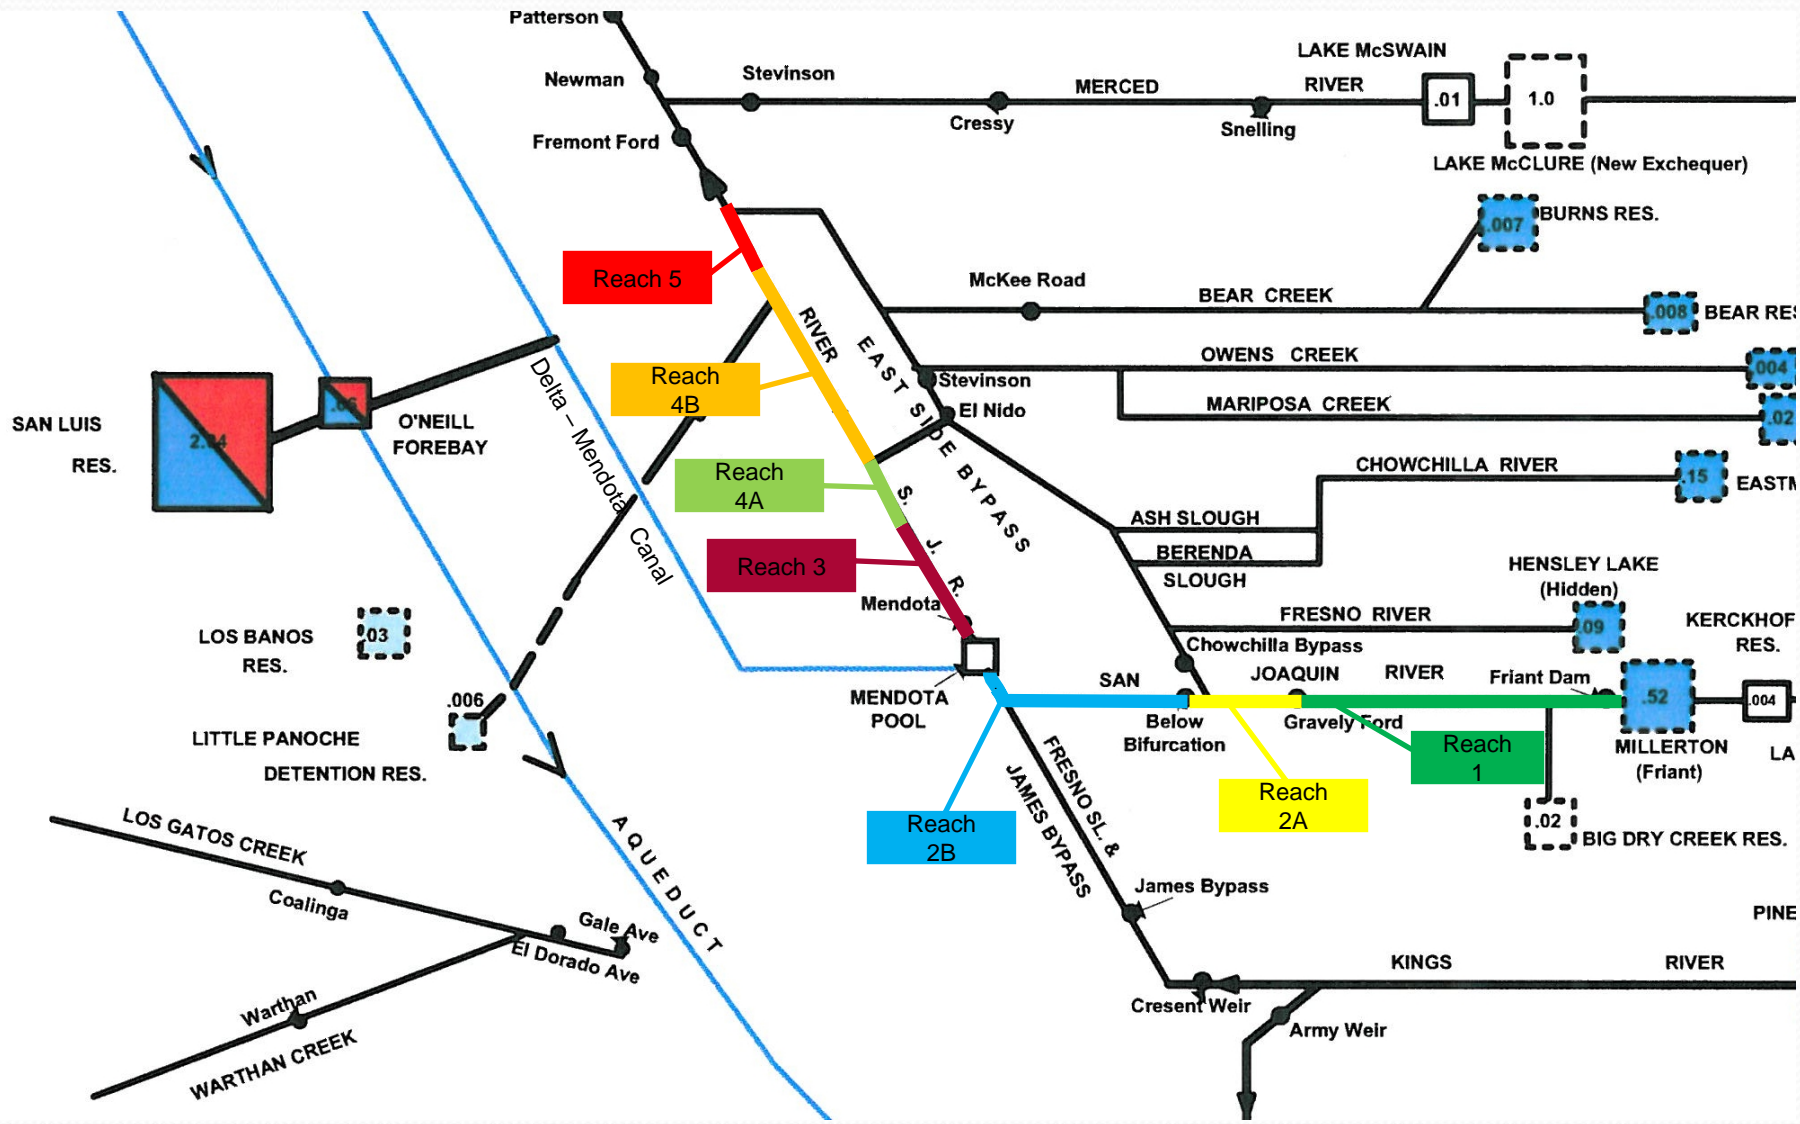 Patterson
Newman
Stevinson
MERCED
RIVER
LAKE McSWAIN
.01
1.0
Fremont Ford
Cressy
Snelling
LAKE McCLURE (New Exchequer)
.007
BURNS RES.
Reach 5
McKee Road
BEAR CREEK
.008
BEAR RES
RIVER
EAST SIDE BYPASS
OWENS CREEK
004
Reach
4B
Stevinson
El Nido
MARIPOSA CREEK
.02
SAN LUIS
RES.
O'NEILL
FOREBAY
Delta – Mendota Canal
Reach
4A
CHOWCHILLA RIVER
.15
EASTM
S. J. R.
ASH SLOUGH
BERENDA
SLOUGH
Reach 3
Mendota
HENSLEY LAKE
(Hidden)
.09
FRESNO RIVER
KERCKHOF
RES.
LOS BANOS
RES.
.03
Chowchilla Bypass
SAN
JOAQUIN
RIVER
Friant Dam
.52
.004
MENDOTA
POOL
Below
Bifurcation
Gravely Ford
MILLERTON
(Friant)
LA
.006
LITTLE PANOCHE
DETENTION RES.
Reach
1
Reach
2A
Reach
2B
FRESNO SL. &
JAMES BYPASS
.02
BIG DRY CREEK RES.
LOS GATOS CREEK
Coalinga
AQUEDUCT
James Bypass
Gale Ave
El Dorado Ave
PINE
KINGS
RIVER
Cresent Weir
Army Weir
Warthan
WARTHAN CREEK